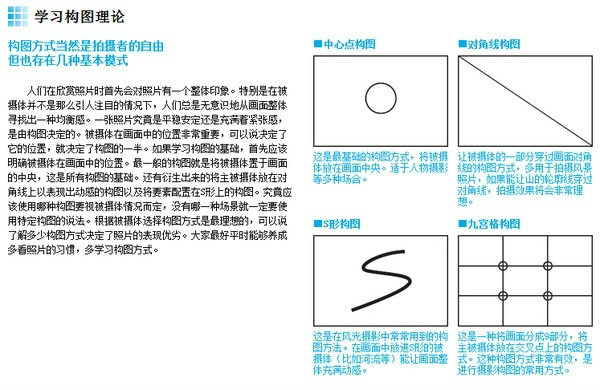 学习构图理论
构图方式当然是拍摄者的自由
但也存在几种基本模式
人们在欣赏照片时首先会对照片有一个整体印象。特别是在被
摄体并不是那么引人注目的情况下，人们总是无意识地从画面整体
寻找出一种均衡感。一张照片究竟是平稳安定还是充满着紧张感，
是由构图决定的。被摄体在画面中的位置非常重要，可以说决定了
它的位置，就决定了构图的一半。如果学习构图的基础，首先应该
明确被摄体在画面中的位置。最一般的构图就是将被摄体置于画面
的中央，这是所有构图的基础。还有衍生出来的将主被摄体放在对
角线上以表现出动感的构图以及将要素配置在S形上的构图。究竟应
该使用哪种构图要视被摄体情况而定，没有哪一种场景就一定要使
用特定构图的说法。根据被摄体选择构图方式是最理想的，可以说
了解多少构图方式决定了照片的表现优劣。大家最好平时能够养成
多看照片的习惯，多学习构图方式。
■中心点构图
这是最基础的构图方式，将被摄
体放在画面中央。适于人物摄影
等多种场合。
■对角线构图
让被摄体的一部分穿过画面对角
线的构图方式，多用于拍摄风景
照片，如果能让山的轮廓线穿过
对角线，拍摄效果将会非常理
想。
■S形构图
这是在风光摄影中常常用到的构
图方法。在画面中放进S形的被
摄体（比如河流等）能让画面整
体充满动感。
■九宫格构图
这是一种将画面分成9部分，将
主被摄体放在交叉点上的构图方
式。这种构图方式非常有效，是
进行摄影构图的常用方式。